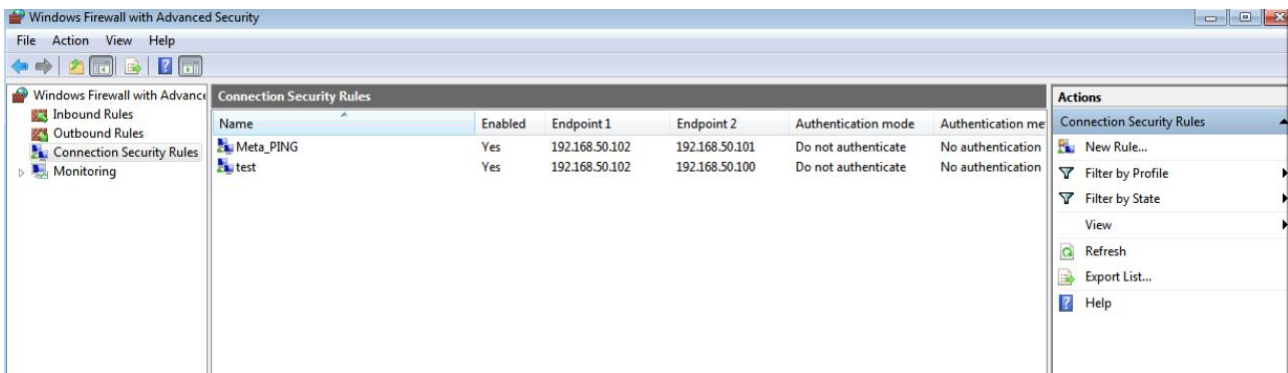 Windows Firewall with Advanced Security
File Action View Help
Windows Firewall with Advance
Inbound Rules
Outbound Rules
Connection Security Rules
Monitoring
Connection Security Rules
Name Enabled Endpoint 1 Endpoint 2 Authentication mode Authentication me
Meta_PING Yes 192.168.50.102 192.168.50.101 Do not authenticate No authentication
test Yes 192.168.50.102 192.168.50.100 Do not authenticate No authentication
Actions
Connection Security Rules
New Rule...
Filter by Profile
Filter by State
View
Refresh
Export List...
Help